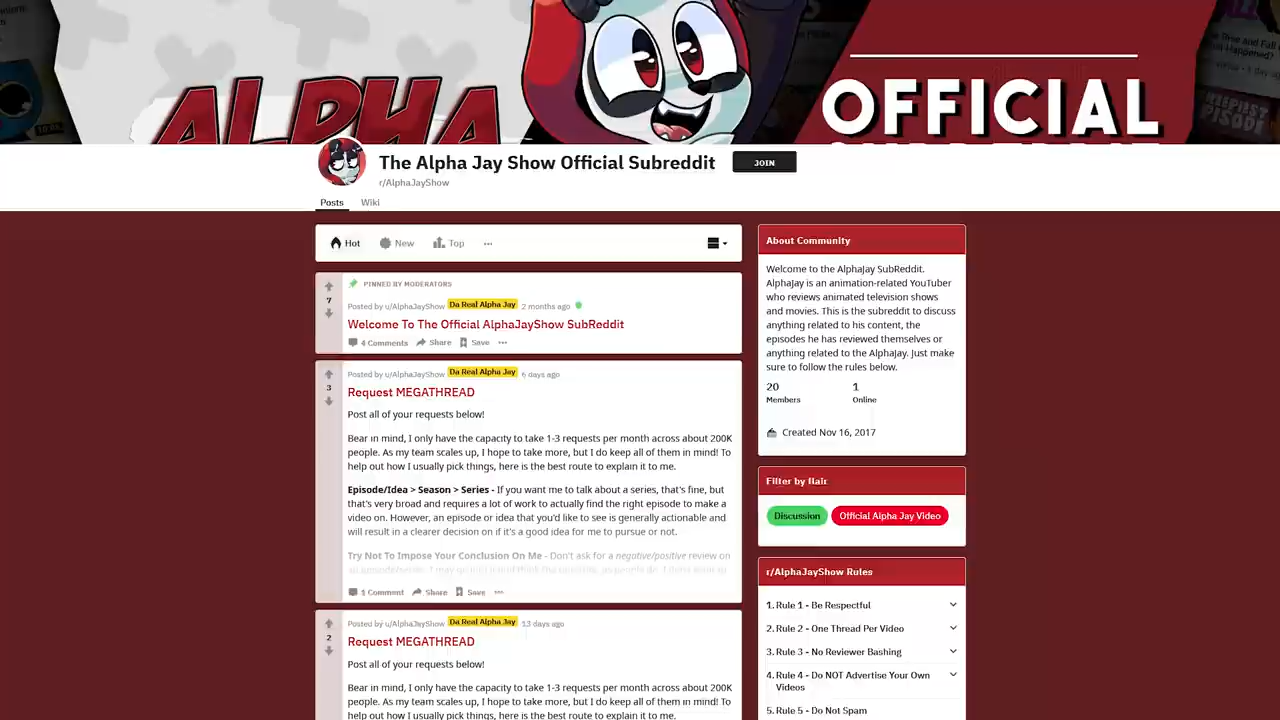 ALPHA
OFFICIAL
The Alpha Jay Show Official Subreddit
JOIN
r/AlphaJayShow
Posts
Wiki
Hot
New
Top
PINNED BY MODERATORS
7
Posted by u/AlphaJayShow Da Real Alpha Jay 2 months ago
Welcome To The Official AlphaJayShow SubReddit
4 Comments Share Save
Posted by u/AlphaJayShow Da Real Alpha Jay 6 days ago
3
Request MEGATHREAD
Post all of your requests below!
Bear in mind, I only have the capacity to take 1-3 requests per month across about 200K
people. As my team scales up, I hope to take more, but I do keep all of them in mind! To
help out how I usually pick things, here is the best route to explain it to me.
Episode/Idea > Season > Series - If you want me to talk about a series, that's fine, but
that's very broad and requires a lot of work to actually find the right episode to make a
video on. However, an episode or idea that you'd like to see is generally actionable and
will result in a clearer decision on if it's a good idea for me to pursue or not.
Try Not To Impose Your Conclusion On Me - Don't ask for a negative/positive review on
1 Comment Share Save
Posted by u/AlphaJayShow Da Real Alpha Jay 13 days ago
2
Request MEGATHREAD
Post all of your requests below!
Bear in mind, I only have the capacity to take 1-3 requests per month across about 200K
people. As my team scales up, I hope to take more, but I do keep all of them in mind! To
help out how I usually pick things, here is the best route to explain it to me.
About Community
Welcome to the AlphaJay SubReddit.
AlphaJay is an animation-related YouTuber
who reviews animated television shows
and movies. This is the subreddit to discuss
anything related to his content, the
episodes he has reviewed themselves or
anything related to the AlphaJay. Just make
sure to follow the rules below.
20 1
Members Online
Created Nov 16, 2017
Filter by flair
Discussion Official Alpha Jay Video
r/AlphaJayShow Rules
1. Rule 1 - Be Respectful
2. Rule 2 - One Thread Per Video
3. Rule 3 - No Reviewer Bashing
4. Rule 4 - Do NOT Advertise Your Own
Videos
5. Rule 5 - Do Not Spam